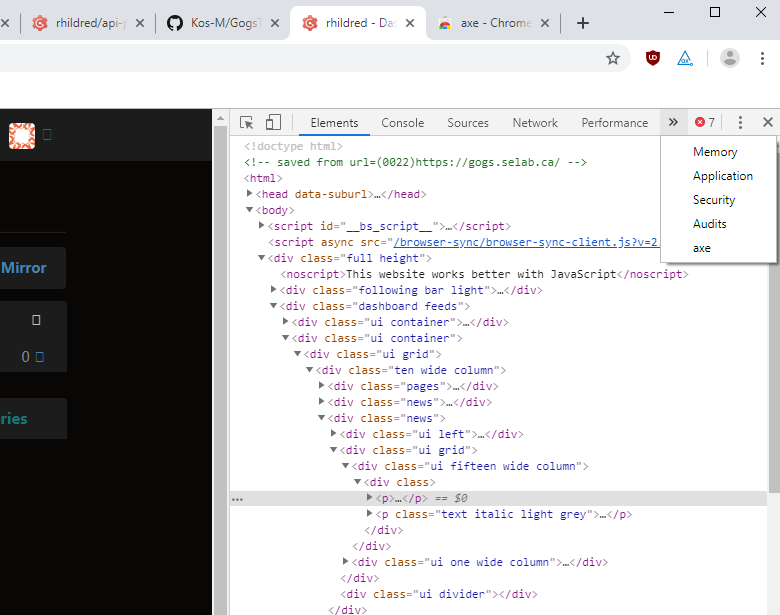 rhildred/api-
Kos-M/GogsT
rhildred - Das
axe - Chrome
UD
Elements Console Sources Network Performance » 7
Memory
Application
Security
Audits
axe
Mirror
0
ries
<!doctype html>
<!-- saved from url=(0022)https://gogs.selab.ca/ -->
<html>
<head data-suburl>…</head>
<body>
<script id="__bs_script__">…</script>
<script async src="/browser-sync/browser-sync-client.js?v=2.
<div class="full height">
<noscript>This website works better with JavaScript</noscript>
<div class="following bar light">…</div>
<div class="dashboard feeds">
<div class="ui container">…</div>
<div class="ui container">
<div class="ui grid">
<div class="ten wide column">
<div class="pages">…</div>
<div class="news">…</div>
<div class="news">
<div class="ui left">…</div>
<div class="ui grid">
<div class="ui fifteen wide column">
<div class>
<p>…</p> == $0
<p class="text italic light grey">…</p>
</div>
</div>
<div class="ui one wide column">…</div>
</div>
<div class="ui divider"></div>
</div>